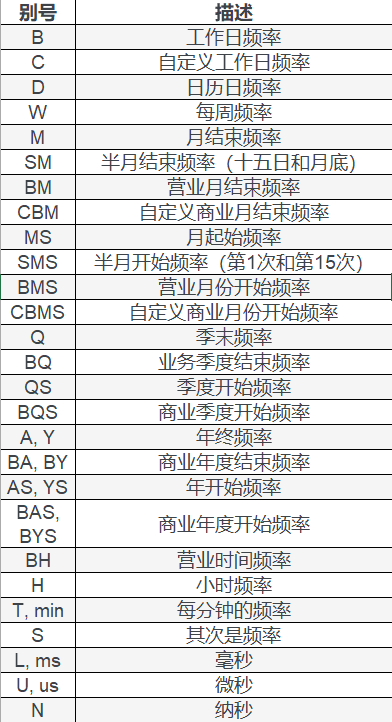 别号 描述
B 工作日频率
C 自定义工作日频率
D 日历日频率
W 每周频率
M 月结束频率
SM 半月结束频率（十五日和月底）
BM 营业月结束频率
CBM 自定义商业月结束频率
MS 月起始频率
SMS 半月开始频率（第1次和第15次）
BMS 营业月份开始频率
CBMS 自定义商业月份开始频率
Q 季末频率
BQ 业务季度结束频率
QS 季度开始频率
BQS 商业季度开始频率
A, Y 年终频率
BA, BY 商业年度结束频率
AS, YS 年开始频率
BAS,
BYS 商业年度开始频率
BH 营业时间频率
H 小时频率
T, min 每分钟的频率
S 其次是频率
L, ms 毫秒
U, us 微秒
N 纳秒